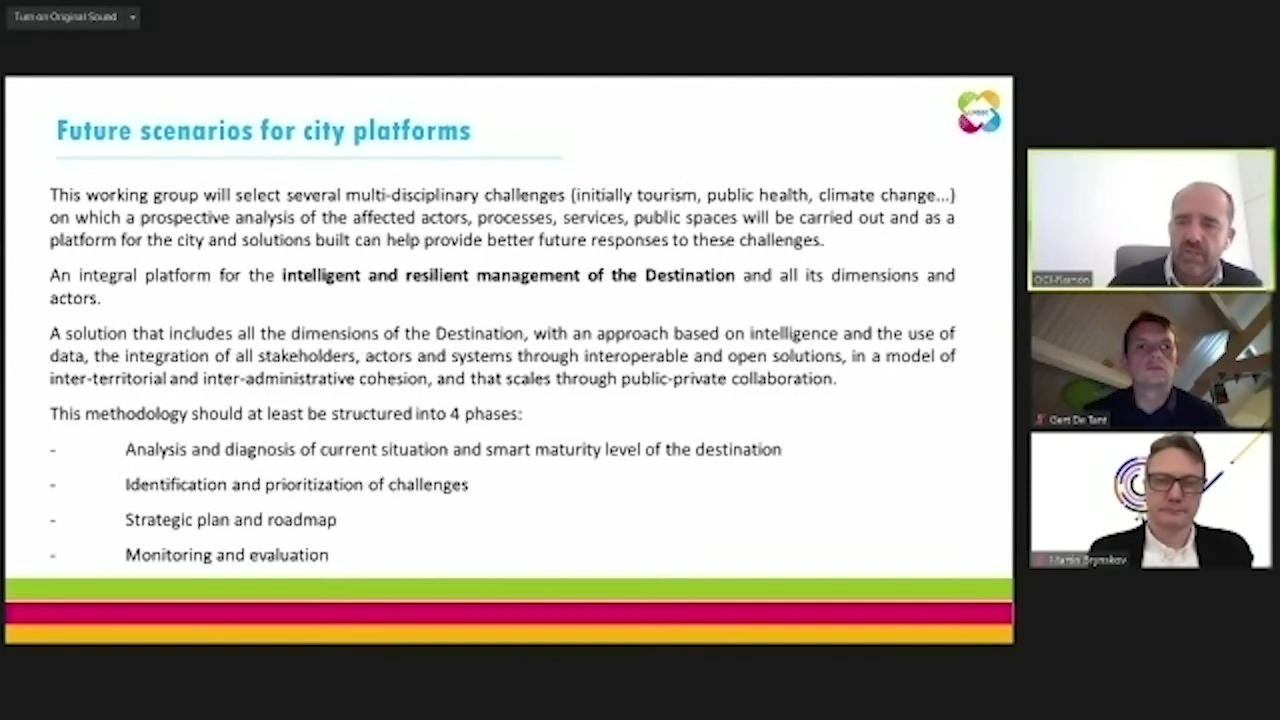 Turn on Original Sound
Future scenarios for city platforms
This working group will select several multi-disciplinary challenges (initially tourism, public health, climate change...)
on which a prospective analysis of the affected actors, processes, services, public spaces will be carried out and as a
platform for the city and solutions built can help provide better future responses to these challenges.
An integral platform for the intelligent and resilient management of the Destination and all its dimensions and
actors.
A solution that includes all the dimensions of the Destination, with an approach based on intelligence and the use of
data, the integration of all stakeholders, actors and systems through interoperable and open solutions, in a model of
inter-territorial and inter-administrative cohesion, and that scales through public-private collaboration.
This methodology should at least be structured into 4 phases:
- Analysis and diagnosis of current situation and smart maturity level of the destination
- Identification and prioritization of challenges
- Strategic plan and roadmap
- Monitoring and evaluation
OCI-Ramón
Gert De Tant
Martin Brynskov